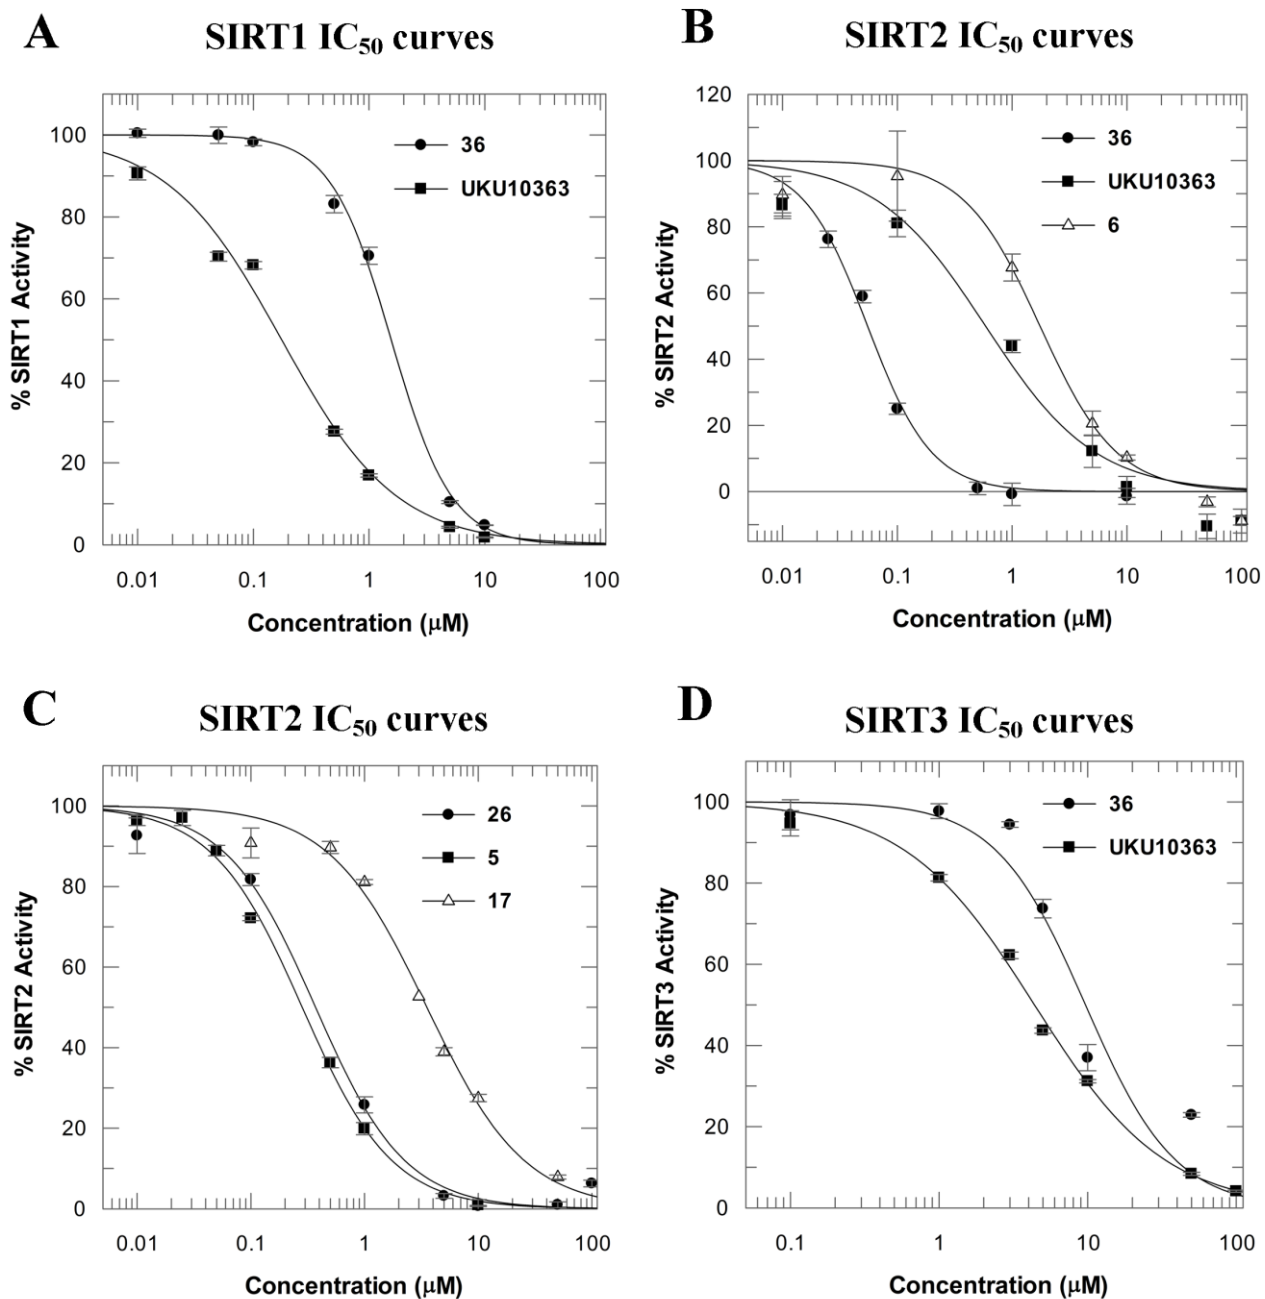 A
SIRT1 IC50 curves
100
80
60
40
20
0
% SIRT1 Activity
36
UKU10363
0.01 0.1 1 10 100
Concentration (μM)
B
SIRT2 IC50 curves
120
100
80
60
40
20
0
% SIRT2 Activity
36
UKU10363
6
0.01 0.1 1 10 100
Concentration (μM)
C
SIRT2 IC50 curves
100
80
60
40
20
0
% SIRT2 Activity
26
5
17
0.01 0.1 1 10 100
Concentration (μM)
D
SIRT3 IC50 curves
100
80
60
40
20
0
% SIRT3 Activity
36
UKU10363
0.1 1 10 100
Concentration (μM)